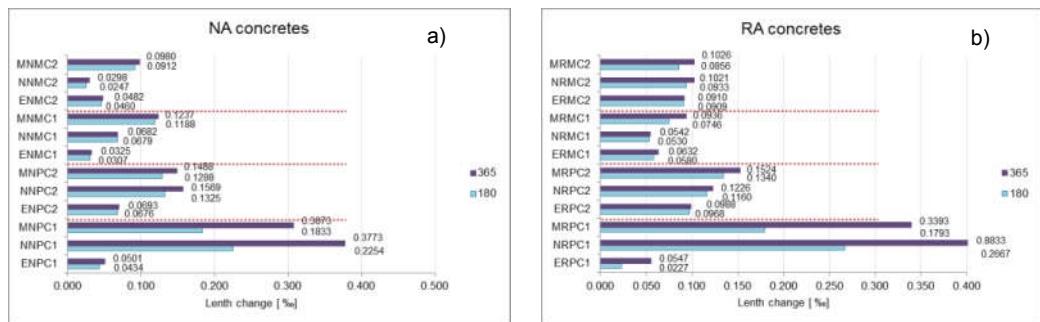 NA concretes
a)
MNMC2 0.0980
0.0912
NNMC2 0.0298
0.0247
ENMC2 0.0482
0.0460
MNMC1 0.1237
0.1188
NNMC1 0.0682
0.0679
ENMC1 0.0325
0.0307
MNPC2 0.1488
0.1288
NNPC2 0.1569
0.1325
ENPC2 0.0693
0.0676
MNPC1
0.1833
NNPC1 0.3773
0.2254
ENPC1 0.0501
0.0434
0.000 0.100 0.200 0.300 0.400 0.500
Lenth change [ ‰]
365
180
RA concretes
b)
MRMC2 0.1026
0.0856
NRMC2 0.1021
0.0933
ERMC2 0.0910
0.0909
MRMC1 0.0936
0.0746
NRMC1 0.0542
0.0530
ERMC1 0.0632
0.0580
MRPC2 0.1524
0.1340
NRPC2 0.1226
0.1160
ERPC2 0.0988
0.0968
MRPC1 0.3393
0.1793
NRPC1
0.2667
ERPC1 0.0547
0.0227
0.000 0.050 0.100 0.150 0.200 0.250 0.300 0.350 0.400
Lenth change [ ‰]
365
180